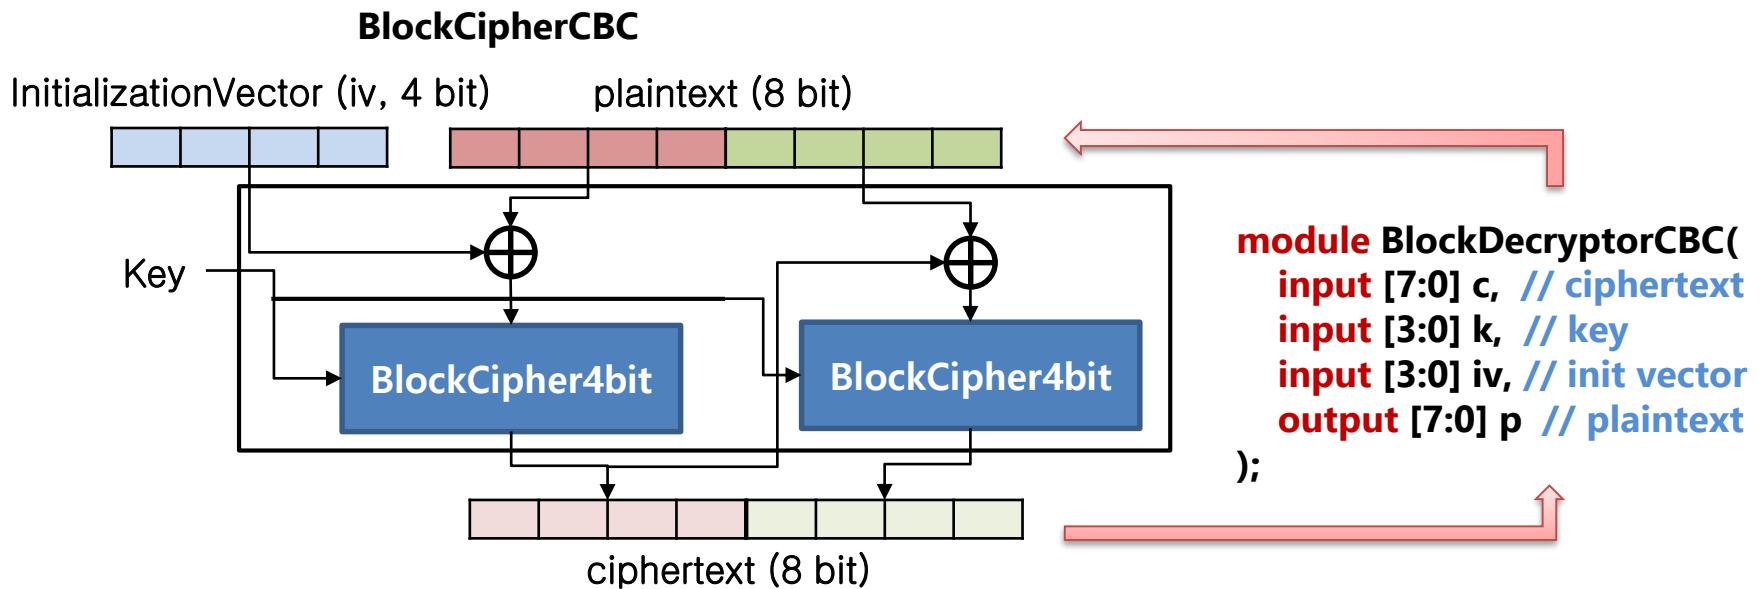 BlockCipherCBC
InitializationVector (iv, 4 bit)
plaintext (8 bit)
Key
BlockCipher4bit
BlockCipher4bit
ciphertext (8 bit)
module BlockDecryptorCBC(
input [7:0] c, // ciphertext
input [3:0] k, // key
input [3:0] iv, // init vector
output [7:0] p // plaintext
);